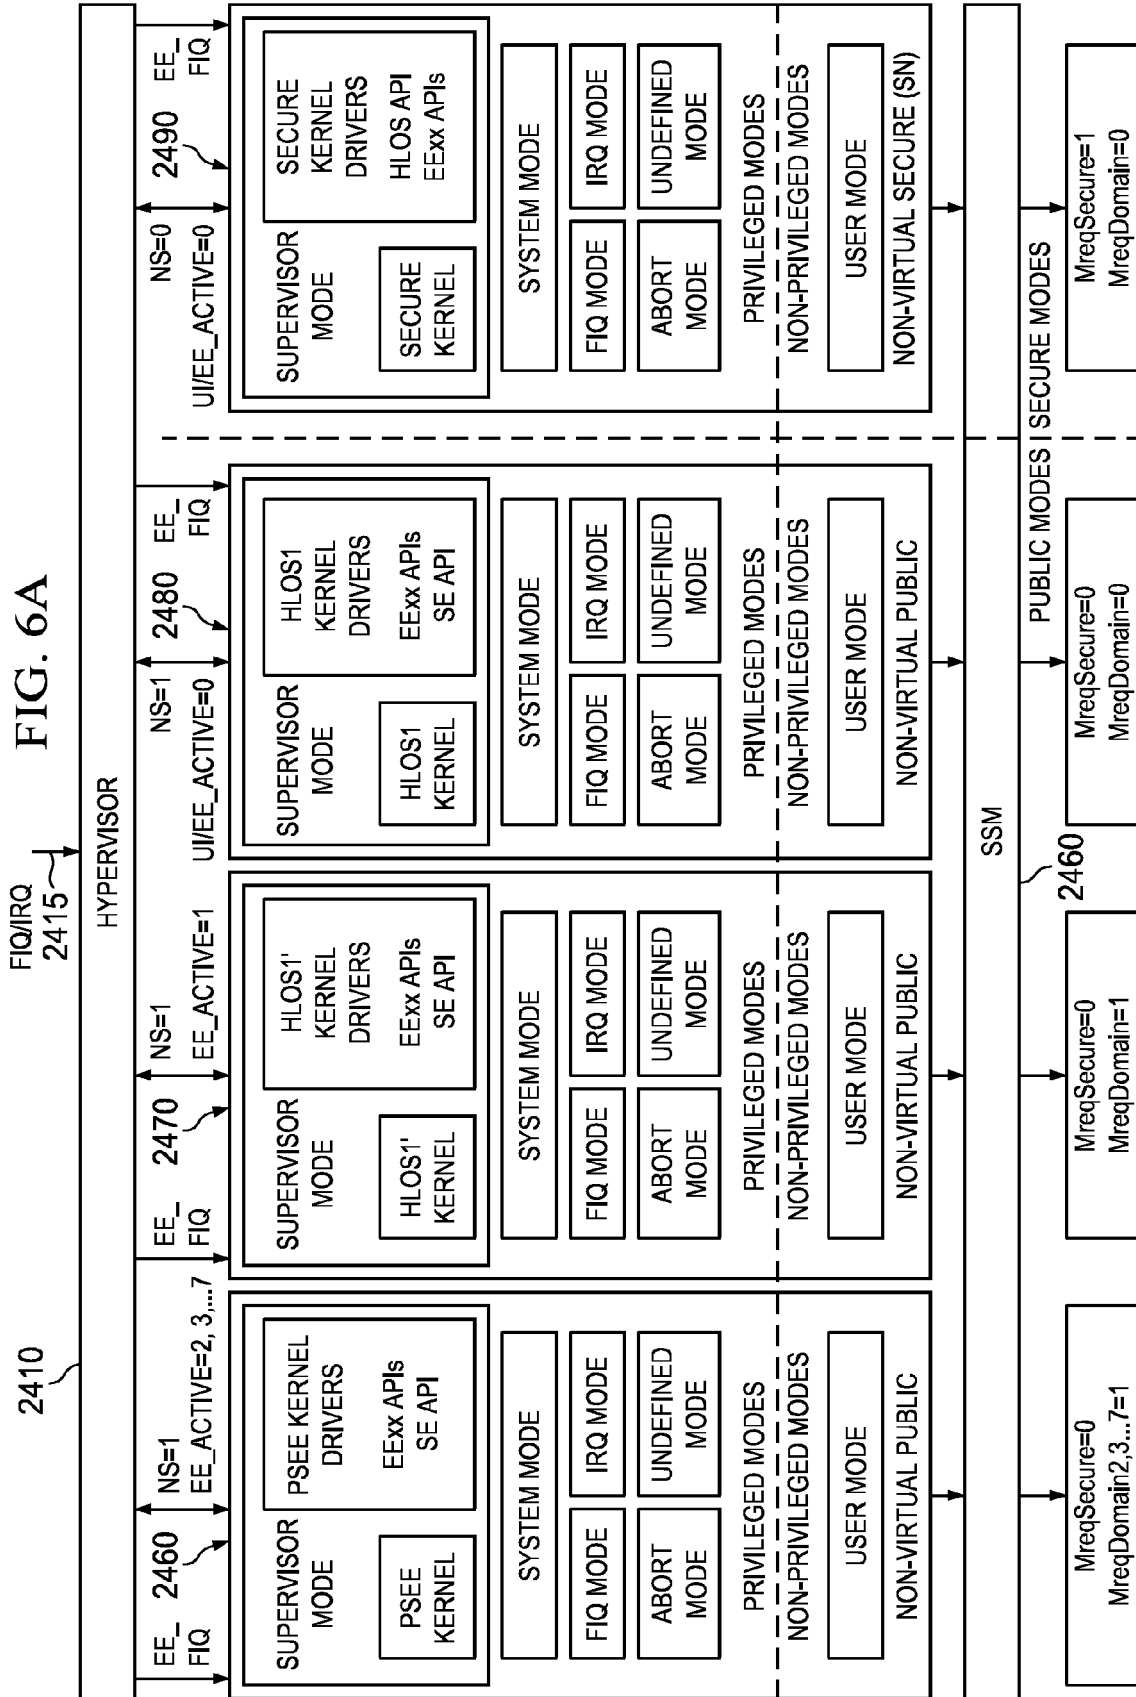 FIG. 6A
FIQ/IRQ
2415
2410
HYPERVISOR
EE_
FIQ
2460
NS=1
EE_ACTIVE=2, 3,...7
SUPERVISOR
MODE
PSEE
KERNEL
PSEE KERNEL
DRIVERS
EExx APIs
SE API
SYSTEM MODE
FIQ MODE
IRQ MODE
ABORT
MODE
UNDEFINED
MODE
PRIVILEGED MODES
NON-PRIVILEGED MODES
USER MODE
NON-VIRTUAL PUBLIC
EE_
FIQ
2470
NS=1
EE_ACTIVE=1
SUPERVISOR
MODE
HLOS1'
KERNEL
HLOS1'
KERNEL
DRIVERS
EExx APIs
SE API
SYSTEM MODE
FIQ MODE
IRQ MODE
ABORT
MODE
UNDEFINED
MODE
PRIVILEGED MODES
NON-PRIVILEGED MODES
USER MODE
NON-VIRTUAL PUBLIC
NS=1
UI/EE_ACTIVE=0
2480
EE_
FIQ
SUPERVISOR
MODE
HLOS1
KERNEL
HLOS1
KERNEL
DRIVERS
EExx APIs
SE API
SYSTEM MODE
FIQ MODE
IRQ MODE
ABORT
MODE
UNDEFINED
MODE
PRIVILEGED MODES
NON-PRIVILEGED MODES
USER MODE
NON-VIRTUAL PUBLIC
NS=0
UI/EE_ACTIVE=0
2490
EE_
FIQ
SUPERVISOR
MODE
SECURE
KERNEL
SECURE
KERNEL
DRIVERS
HLOS API
EExx APIs
SYSTEM MODE
FIQ MODE
IRQ MODE
ABORT
MODE
UNDEFINED
MODE
PRIVILEGED MODES
NON-PRIVILEGED MODES
USER MODE
NON-VIRTUAL SECURE (SN)
SSM
2460
PUBLIC MODES
SECURE MODES
MreqSecure=0
MreqDomain2,3...7=1
MreqSecure=0
MreqDomain=1
MreqSecure=0
MreqDomain=0
MreqSecure=1
MreqDomain=0